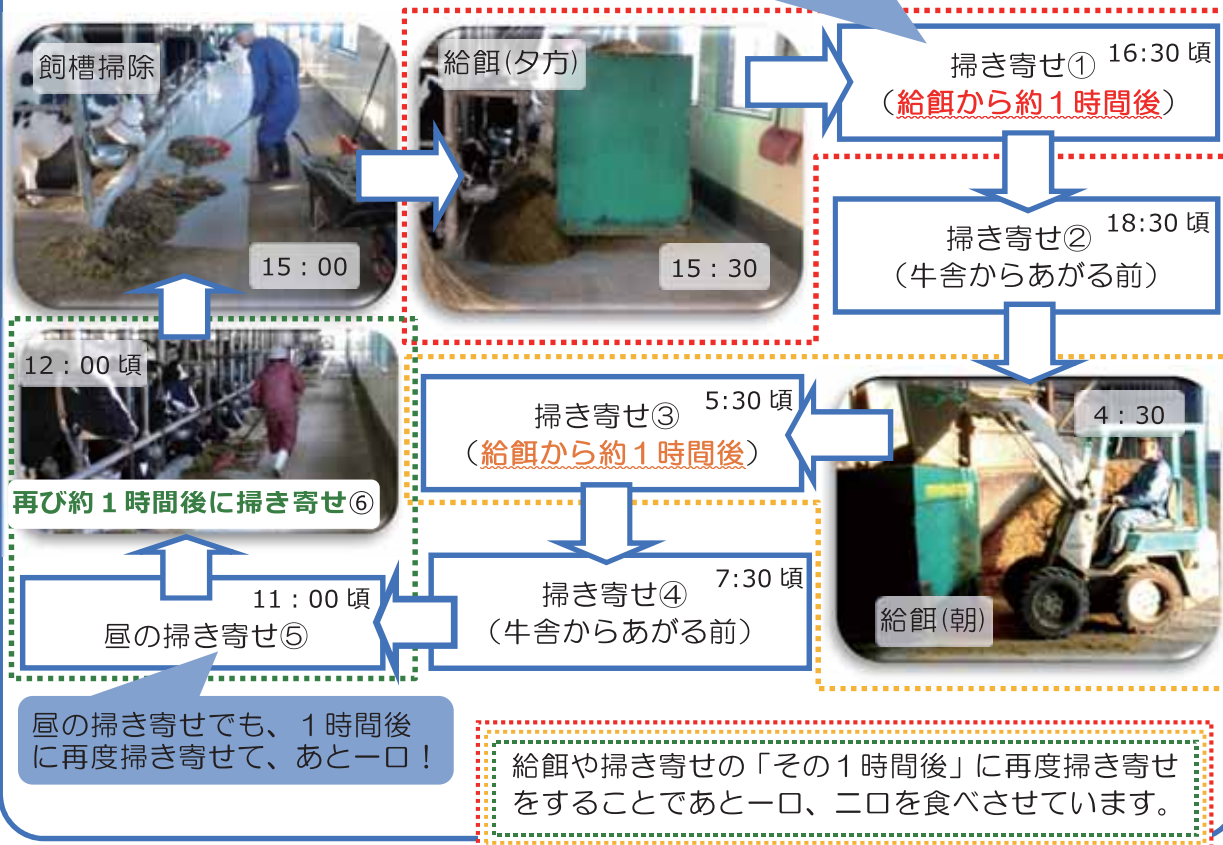 飼槽掃除
15：00
給餌(夕方)
15：30
掃き寄せ① 16:30 頃
（給餌から約１時間後）
掃き寄せ② 18:30 頃
（牛舎からあがる前）
4：30
給餌(朝)
掃き寄せ③ 5:30 頃
（給餌から約１時間後）
掃き寄せ④ 7:30 頃
（牛舎からあがる前）
11：00 頃
昼の掃き寄せ⑤
12：00 頃
再び約１時間後に掃き寄せ⑥
昼の掃き寄せでも、１時間後
に再度掃き寄せて、あと一口！
給餌や掃き寄せの「その１時間後」に再度掃き寄せ
をすることであと一口、二口を食べさせています。